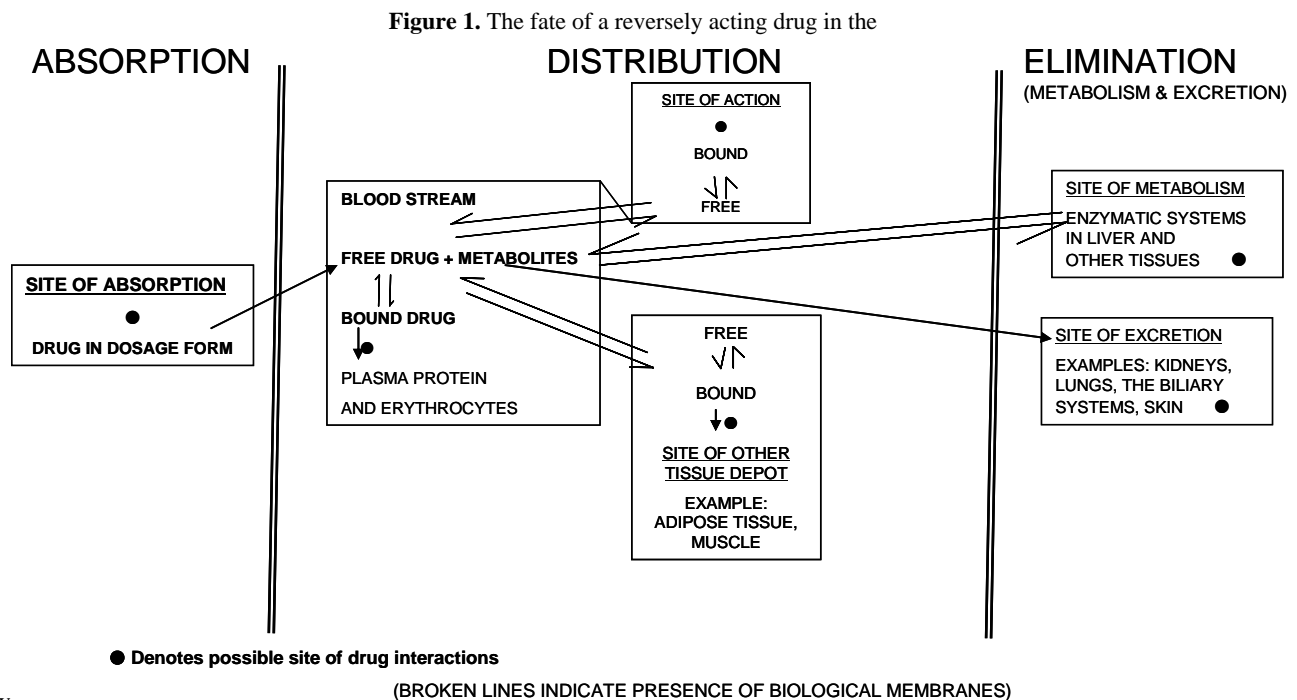 Figure 1. The fate of a reversely acting drug in the
ABSORPTION
DISTRIBUTION
ELIMINATION
(METABOLISM & EXCRETION)
SITE OF ABSORPTION
DRUG IN DOSAGE FORM
BLOOD STREAM
FREE DRUG + METABOLITES
BOUND DRUG
PLASMA PROTEIN
AND ERYTHROCYTES
SITE OF ACTION
BOUND
FREE
FREE
BOUND
SITE OF OTHER
TISSUE DEPOT
EXAMPLE:
ADIPOSE TISSUE,
MUSCLE
SITE OF METABOLISM
ENZYMATIC SYSTEMS
IN LIVER AND
OTHER TISSUES
SITE OF EXCRETION
EXAMPLES: KIDNEYS,
LUNGS, THE BILIARY
SYSTEMS, SKIN
Denotes possible site of drug interactions
(BROKEN LINES INDICATE PRESENCE OF BIOLOGICAL MEMBRANES)